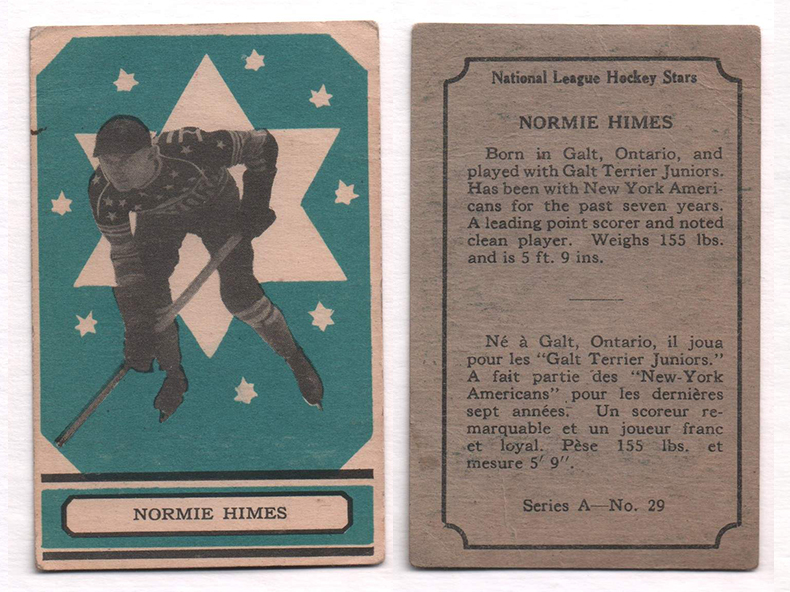 NORMIE HIMES
National League Hockey Stars
NORMIE HIMES
Born in Galt, Ontario, and
played with Galt Terrier Juniors.
Has been with New York Ameri-
cans for the past seven years.
A leading point scorer and noted
clean player. Weighs 155 lbs.
and is 5 ft. 9 ins.
Né à Galt, Ontario, il joua
pour les "Galt Terrier Juniors."
A fait partie des "New-York
Americans" pour les dernières
sept années. Un scoreur re-
marquable et un joueur franc
et loyal. Pèse 155 lbs. et
mesure 5' 9".
Series A—No. 29